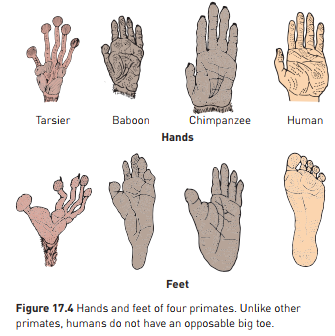 Tarsier Baboon Chimpanzee Human
Hands
Feet
Figure 17.4 Hands and feet of four primates. Unlike other
primates, humans do not have an opposable big toe.